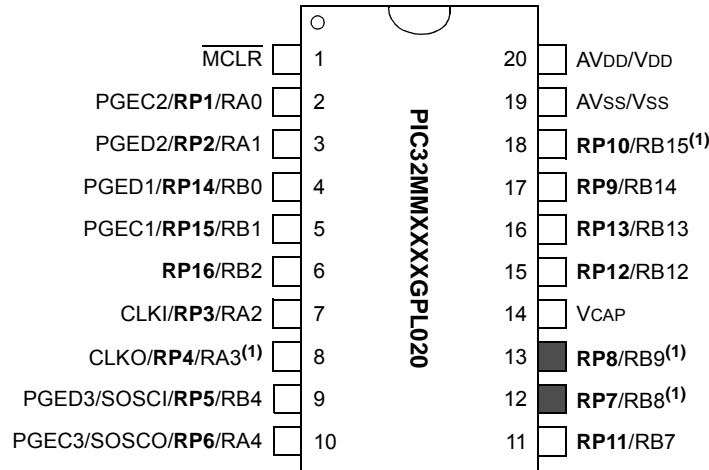 MCLR 1
PGEC2/RP1/RA0 2
PGED2/RP2/RA1 3
PGED1/RP14/RB0 4
PGEC1/RP15/RB1 5
RP16/RB2 6
CLKI/RP3/RA2 7
CLKO/RP4/RA3(1) 8
PGED3/SOSCI/RP5/RB4 9
PGEC3/SOSCO/RP6/RA4 10
PIC32MMXXXXGPL020
20 AVDD/VDD
19 AVSS/VSS
18 RP10/RB15(1)
17 RP9/RB14
16 RP13/RB13
15 RP12/RB12
14 VCAP
13 RP8/RB9(1)
12 RP7/RB8(1)
11 RP11/RB7